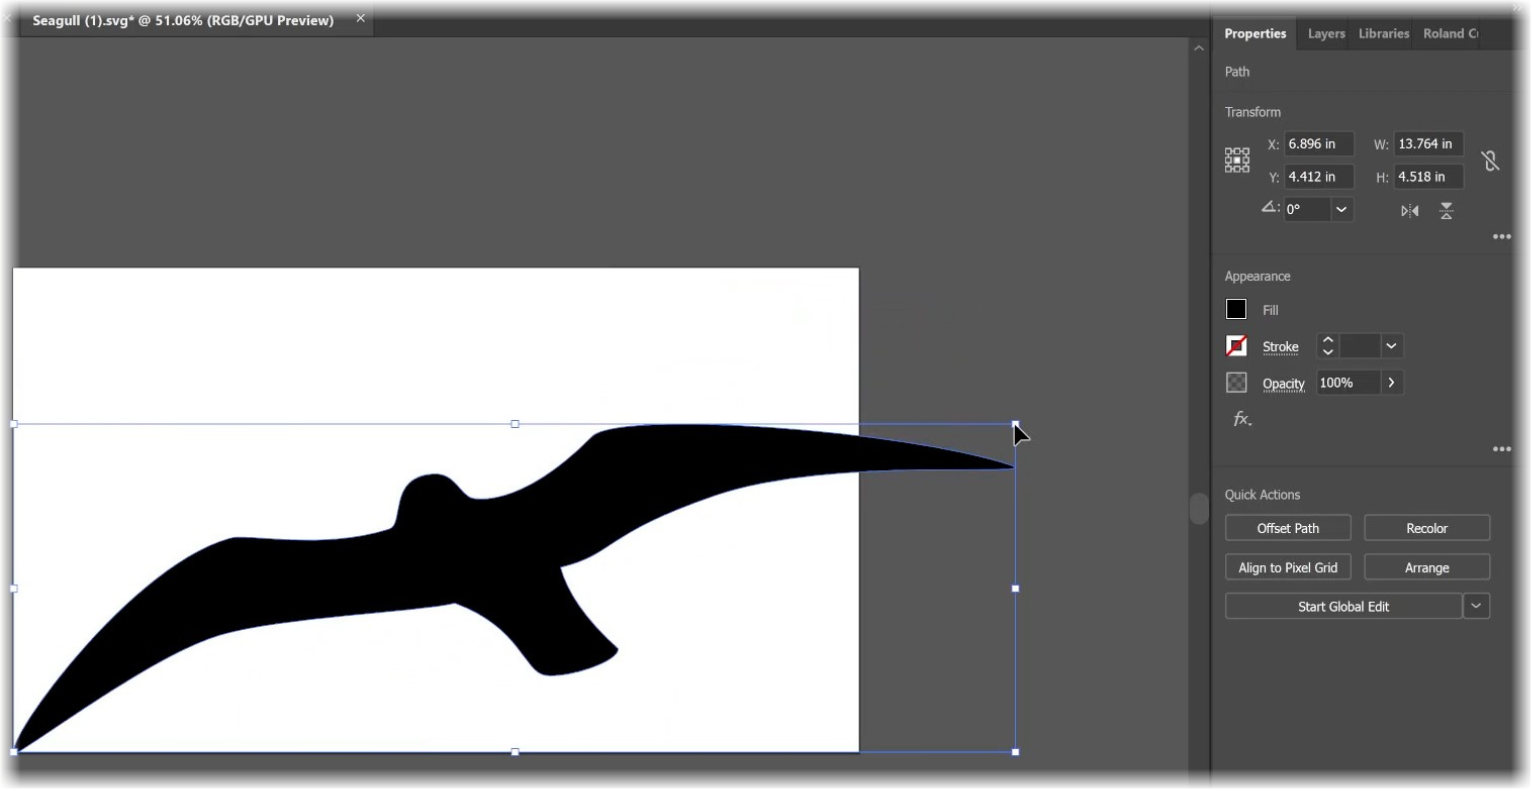 Seagull (1).svg* @ 51.06% (RGB/GPU Preview) ×
Properties Layers Libraries Roland Cu
Path
Transform
X: 6.896 in W: 13.764 in
Y: 4.412 in H: 4.518 in
0°
Appearance
Fill
Stroke
Opacity 100%
fx.
Quick Actions
Offset Path Recolor
Align to Pixel Grid Arrange
Start Global Edit